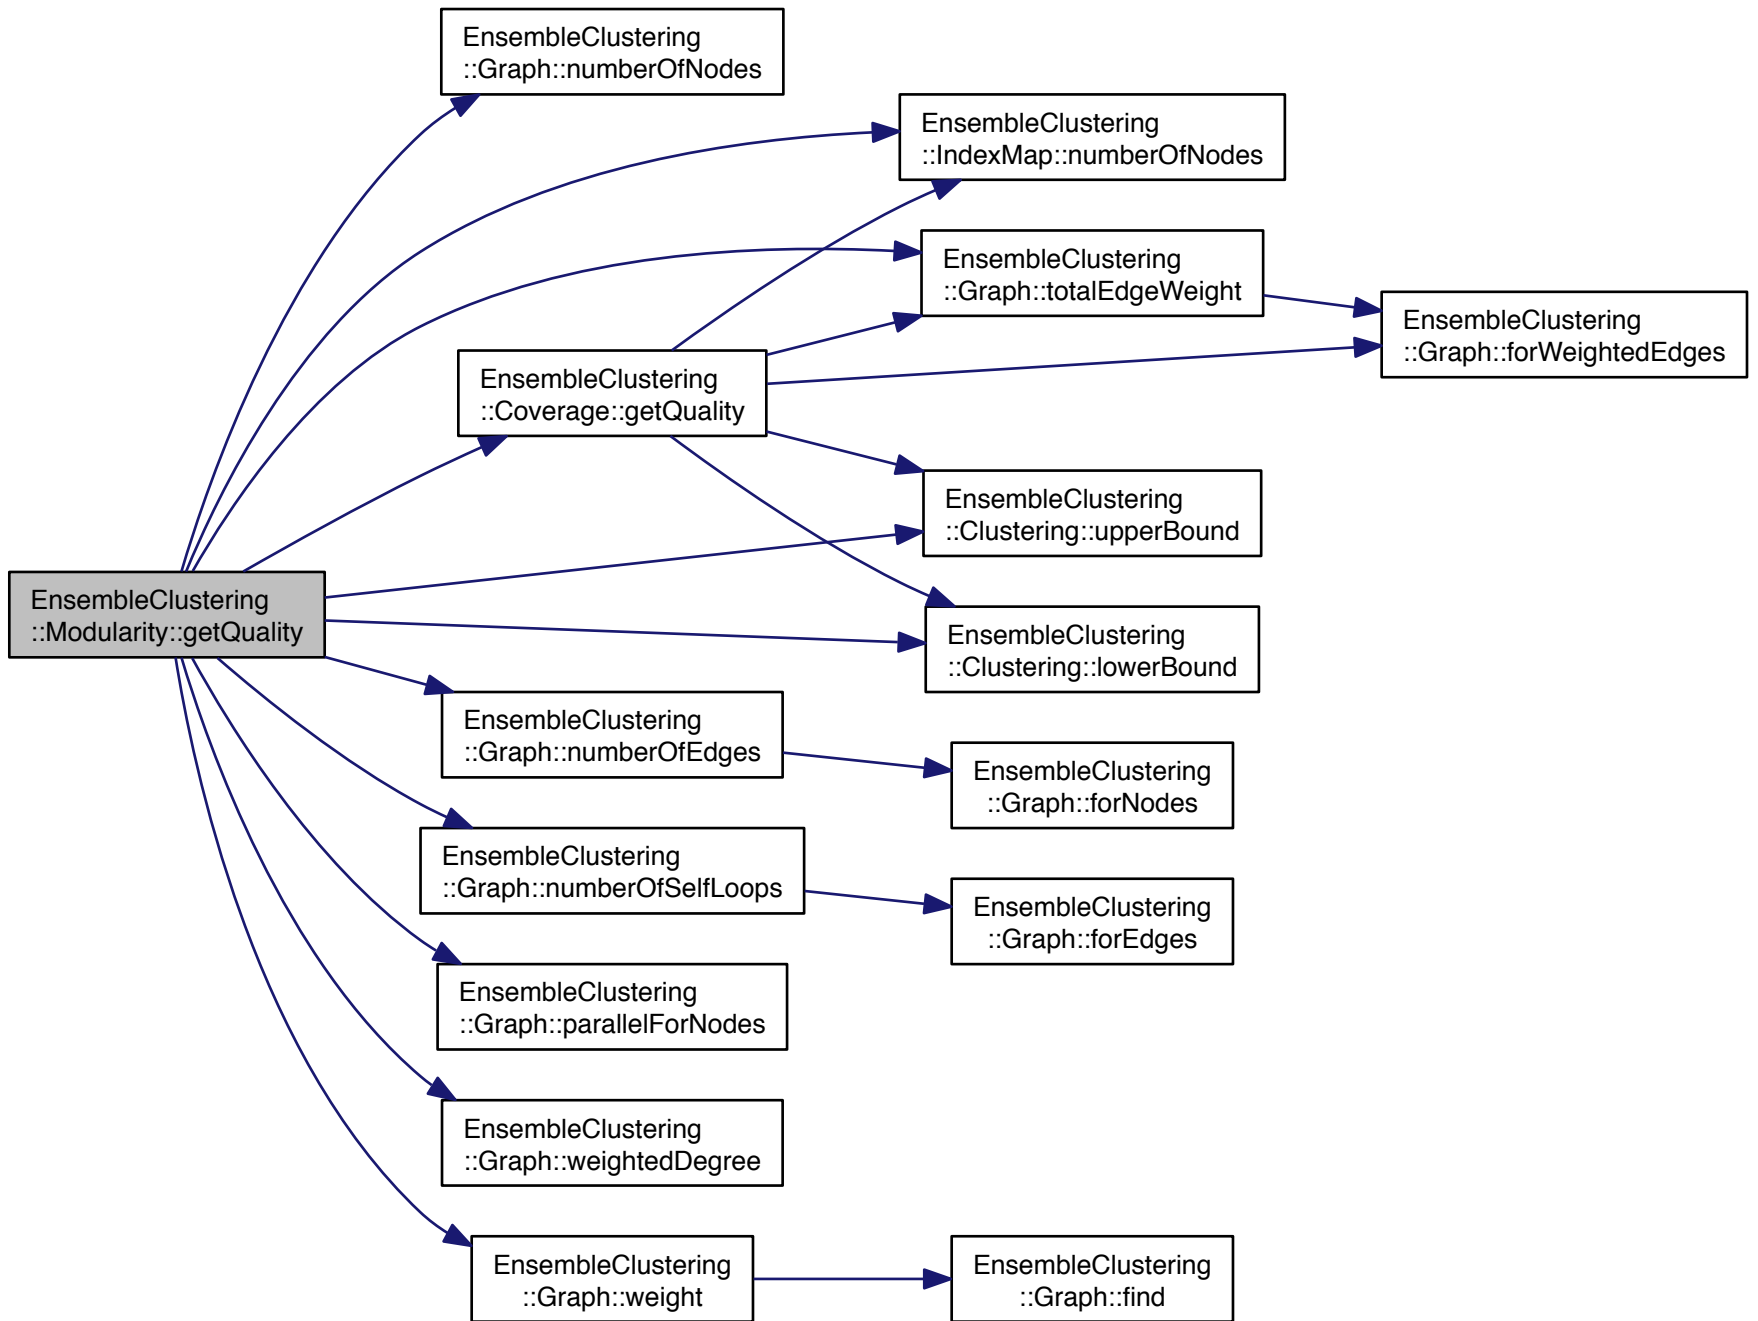 EnsembleClustering
::Graph::numberOfNodes
EnsembleClustering
::IndexMap::numberOfNodes
EnsembleClustering
::Graph::totalEdgeWeight
EnsembleClustering
::Graph::forWeightedEdges
EnsembleClustering
::Coverage::getQuality
EnsembleClustering
::Clustering::upperBound
EnsembleClustering
::Modularity::getQuality
EnsembleClustering
::Clustering::lowerBound
EnsembleClustering
::Graph::numberOfEdges
EnsembleClustering
::Graph::forNodes
EnsembleClustering
::Graph::numberOfSelfLoops
EnsembleClustering
::Graph::forEdges
EnsembleClustering
::Graph::parallelForNodes
EnsembleClustering
::Graph::weightedDegree
EnsembleClustering
::Graph::weight
EnsembleClustering
::Graph::find